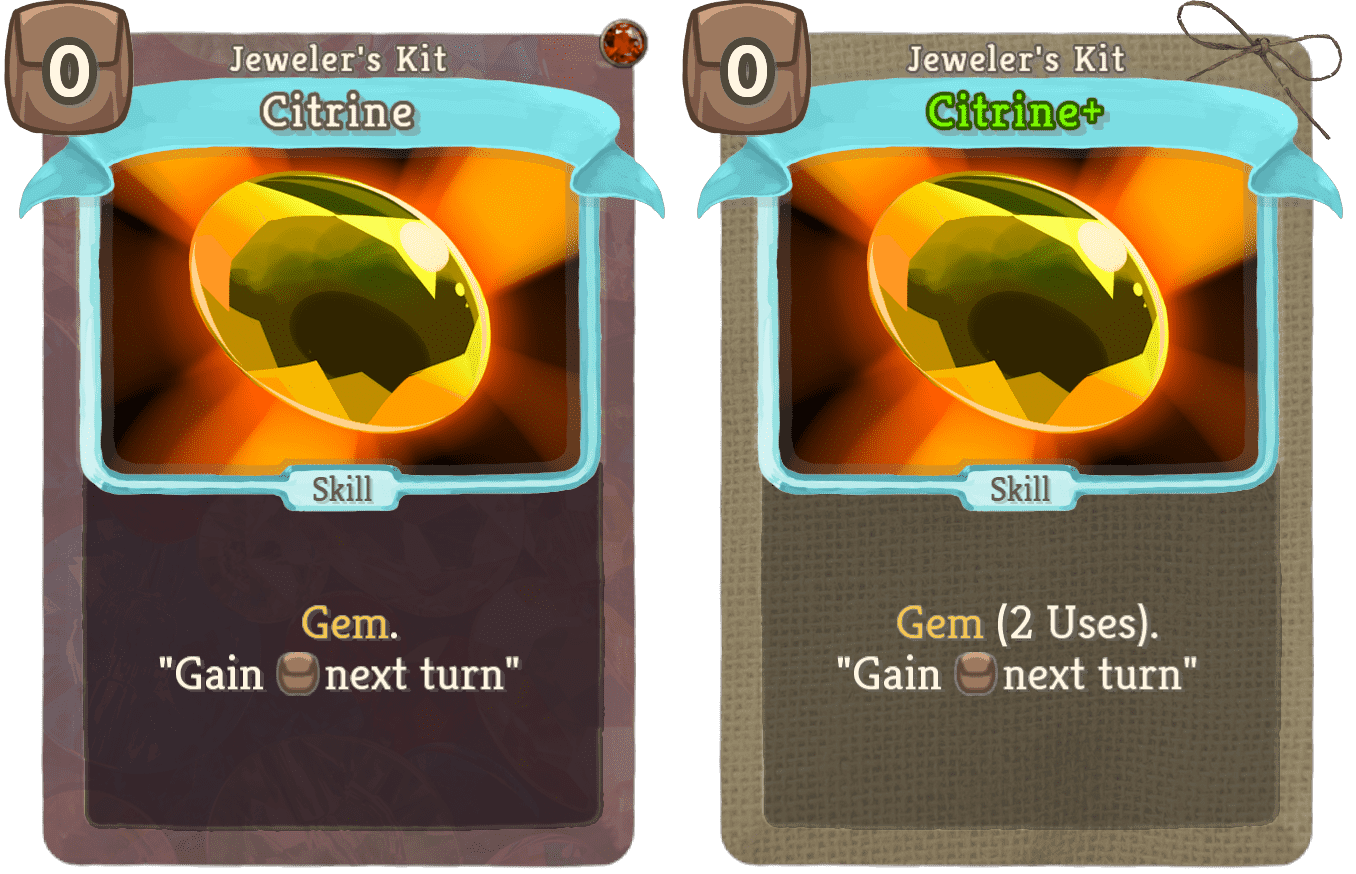 0
Jeweler's Kit
Citrine
Skill
Gem.
"Gain next turn"
0
Jeweler's Kit
Citrine+
Skill
Gem (2 Uses).
"Gain next turn"